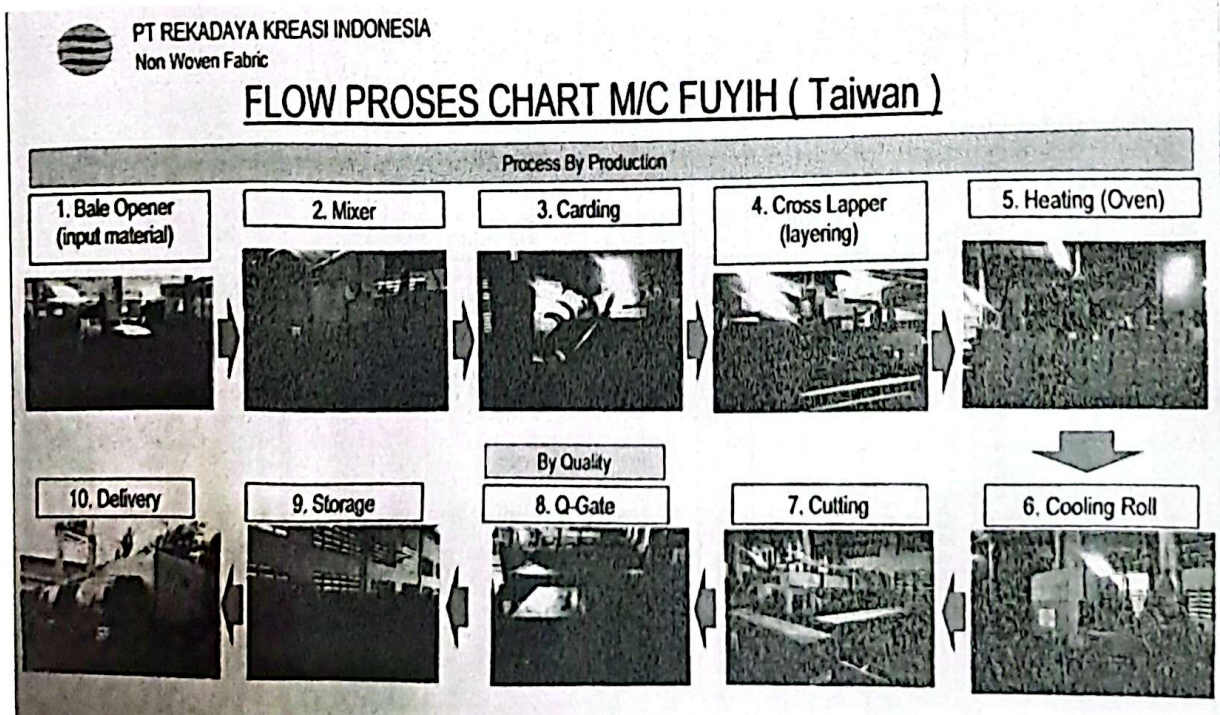 PT REKADAYA KREASI INDONESIA
Non Woven Fabric
FLOW PROSES CHART M/C FUYIH ( Taiwan )
Process By Production
1. Bale Opener
(input material)
2. Mixer
3. Carding
4. Cross Lapper
(layering)
5. Heating (Oven)
6. Cooling Roll
7. Cutting
By Quality
8. Q-Gate
9. Storage
10. Delivery